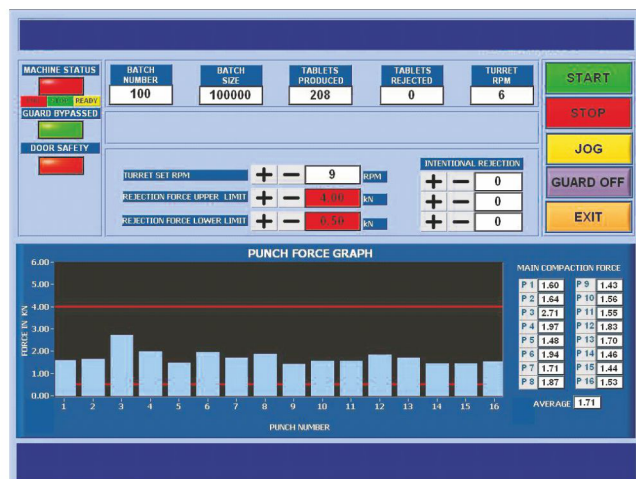 MACHINE STATUS
BATCH NUMBER
100
BATCH SIZE
100000
TABLETS PRODUCED
208
TABLETS REJECTED
0
TURRET RPM
6
READY
GUARD BYPASSED
DOOR SAFETY
START
STOP
JOG
GUARD OFF
EXIT
TURRET SET RPM + − 9 RPM
REJECTION FORCE UPPER LIMIT + − 4.00 kN
REJECTION FORCE LOWER LIMIT + − 0.50 kN
INTENTIONAL REJECTION
+ − 0
+ − 0
+ − 0
PUNCH FORCE GRAPH
FORCE IN KN
6.00
5.00
4.00
3.00
2.00
1.00
0.00
1 2 3 4 5 6 7 8 9 10 11 12 13 14 15 16
PUNCH NUMBER
MAIN COMPACTION FORCE
P 1 1.60 P 9 1.43
P 2 1.64 P 10 1.56
P 3 2.71 P 11 1.55
P 4 1.97 P 12 1.83
P 5 1.48 P 13 1.70
P 6 1.94 P 14 1.46
P 7 1.71 P 15 1.44
P 8 1.87 P 16 1.53
AVERAGE 1.71